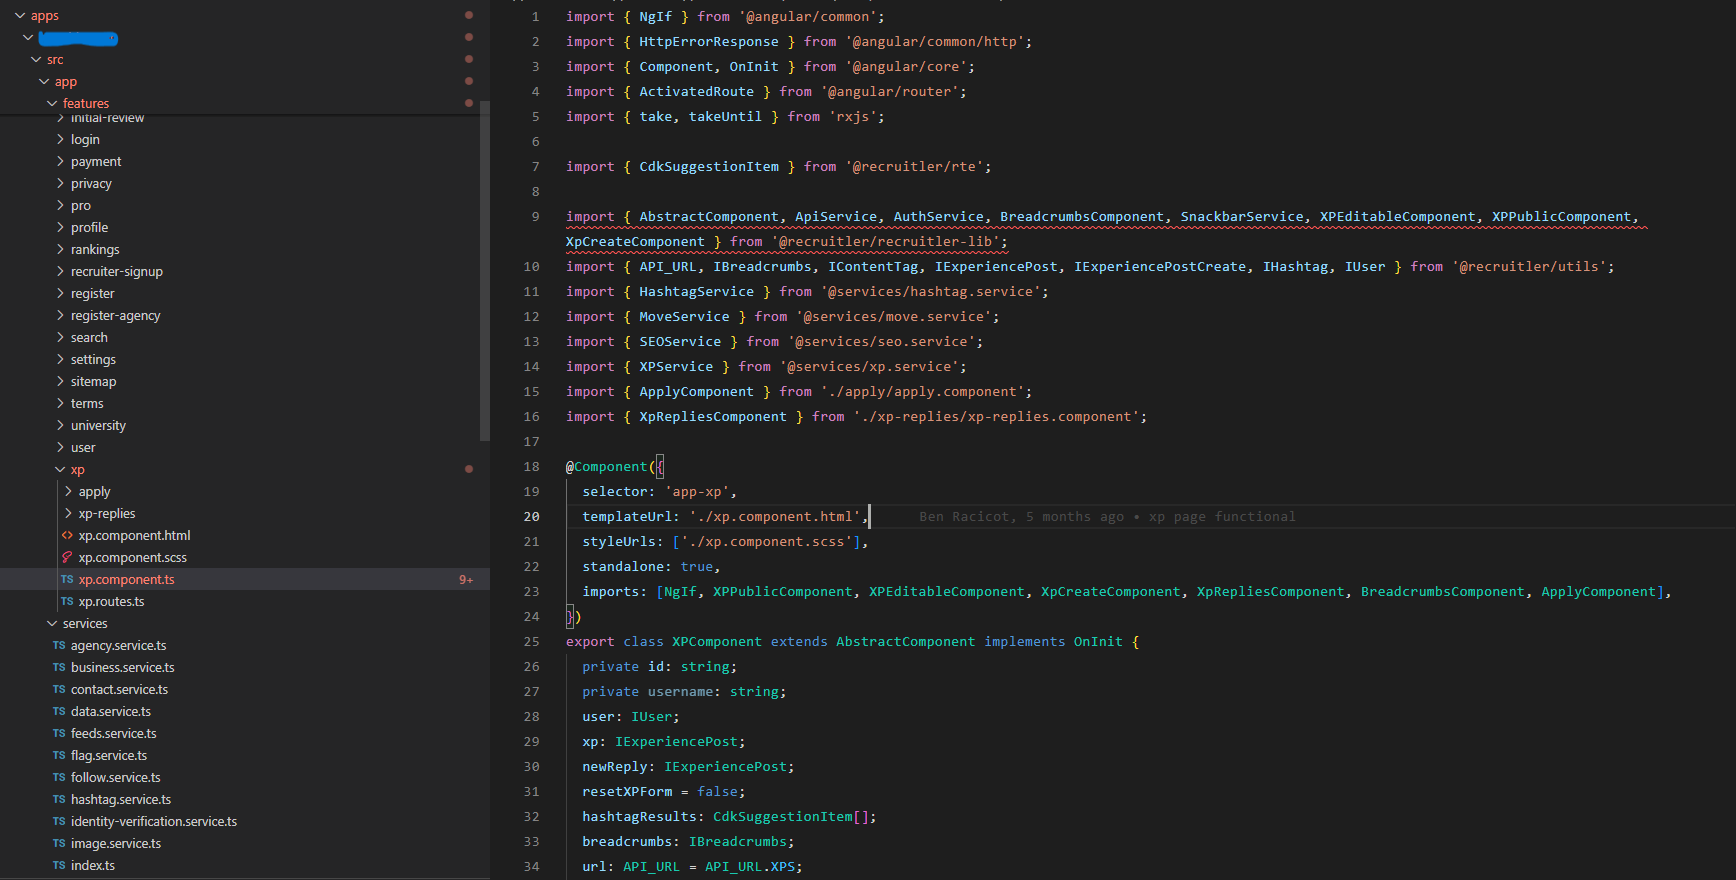 apps
src
app
features
initial-review
login
payment
privacy
pro
profile
rankings
recruiter-signup
register
register-agency
search
settings
sitemap
terms
university
user
xp
apply
xp-replies
<> xp.component.html
xp.component.scss
TS xp.component.ts 9+
TS xp.routes.ts
services
TS agency.service.ts
TS business.service.ts
TS contact.service.ts
TS data.service.ts
TS feeds.service.ts
TS flag.service.ts
TS follow.service.ts
TS hashtag.service.ts
TS identity-verification.service.ts
TS image.service.ts
TS index.ts
1 import { NgIf } from '@angular/common';
2 import { HttpErrorResponse } from '@angular/common/http';
3 import { Component, OnInit } from '@angular/core';
4 import { ActivatedRoute } from '@angular/router';
5 import { take, takeUntil } from 'rxjs';
6
7 import { CdkSuggestionItem } from '@recruitler/rte';
8
9 import { AbstractComponent, ApiService, AuthService, BreadcrumbsComponent, SnackbarService, XPEditableComponent, XPPublicComponent,
XpCreateComponent } from '@recruitler/recruitler-lib';
10 import { API_URL, IBreadcrumbs, IContentTag, IExperiencePost, IExperiencePostCreate, IHashtag, IUser } from '@recruitler/utils';
11 import { HashtagService } from '@services/hashtag.service';
12 import { MoveService } from '@services/move.service';
13 import { SEOService } from '@services/seo.service';
14 import { XPService } from '@services/xp.service';
15 import { ApplyComponent } from './apply/apply.component';
16 import { XpRepliesComponent } from './xp-replies/xp-replies.component';
17
18 @Component({
19 selector: 'app-xp',
20 templateUrl: './xp.component.html', Ben Racicot, 5 months ago • xp page functional
21 styleUrls: ['./xp.component.scss'],
22 standalone: true,
23 imports: [NgIf, XPPublicComponent, XPEditableComponent, XpCreateComponent, XpRepliesComponent, BreadcrumbsComponent, ApplyComponent],
24 })
25 export class XPComponent extends AbstractComponent implements OnInit {
26 private id: string;
27 private username: string;
28 user: IUser;
29 xp: IExperiencePost;
30 newReply: IExperiencePost;
31 resetXPForm = false;
32 hashtagResults: CdkSuggestionItem[];
33 breadcrumbs: IBreadcrumbs;
34 url: API_URL = API_URL.XPS;